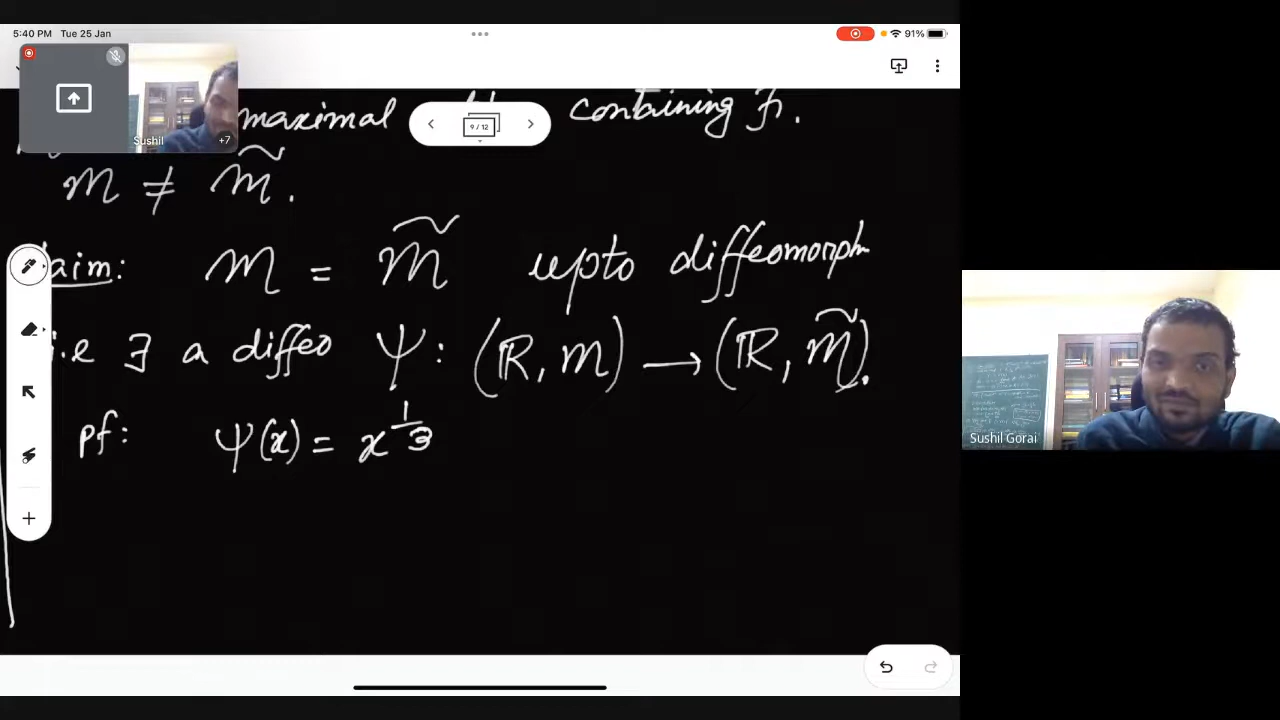 5:40 PM Tue 25 Jan
91%
maximal containing
Sushil
+7
9 / 12
m ≠ m̃.
aim: m = m̃ upto diffeomorph
i.e ∃ a diffeo ψ: (ℝ, m) → (ℝ, m̃).
pf: ψ(x) = x^{1/3}
Sushil Gorai